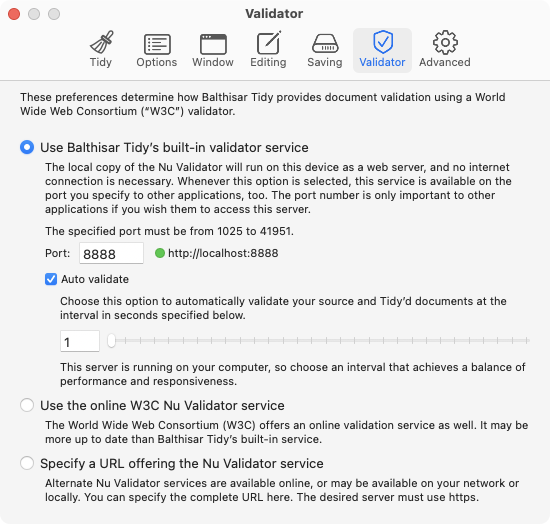 Validator
Tidy Options Window Editing Saving Validator Advanced
These preferences determine how Balthisar Tidy provides document validation using a World
Wide Web Consortium (“W3C”) validator.
Use Balthisar Tidy’s built-in validator service
The local copy of the Nu Validator will run on this device as a web server, and no internet
connection is necessary. Whenever this option is selected, this service is available on the
port you specify to other applications, too. The port number is only important to other
applications if you wish them to access this server.
The specified port must be from 1025 to 41951.
Port: 8888 http://localhost:8888
Auto validate
Choose this option to automatically validate your source and Tidy’d documents at the
interval in seconds specified below.
1
This server is running on your computer, so choose an interval that achieves a balance of
performance and responsiveness.
Use the online W3C Nu Validator service
The World Wide Web Consortium (W3C) offers an online validation service as well. It may be
more up to date than Balthisar Tidy’s built-in service.
Specify a URL offering the Nu Validator service
Alternate Nu Validator services are available online, or may be available on your network or
locally. You can specify the complete URL here. The desired server must use https.